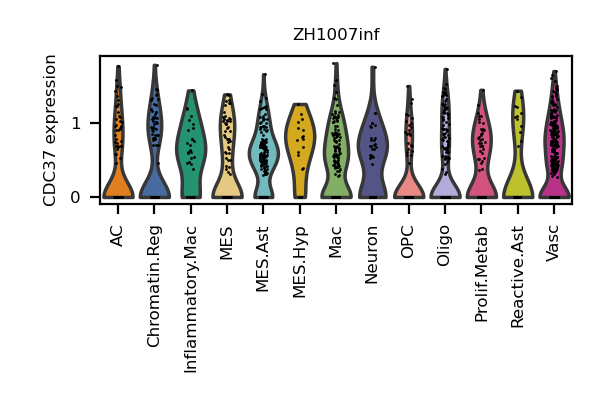 ZH1007inf
CDC37 expression
1
0
AC
Chromatin.Reg
Inflammatory.Mac
MES
MES.Ast
MES.Hyp
Mac
Neuron
OPC
Oligo
Prolif.Metab
Reactive.Ast
Vasc